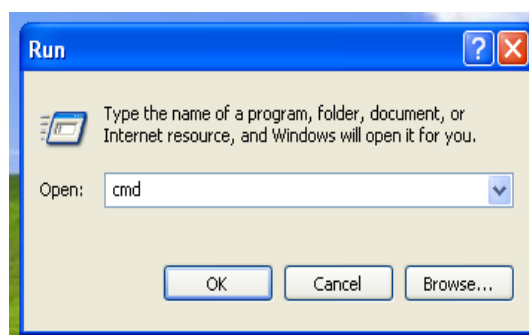 Run
Type the name of a program, folder, document, or
Internet resource, and Windows will open it for you.
Open: cmd
OK Cancel Browse...